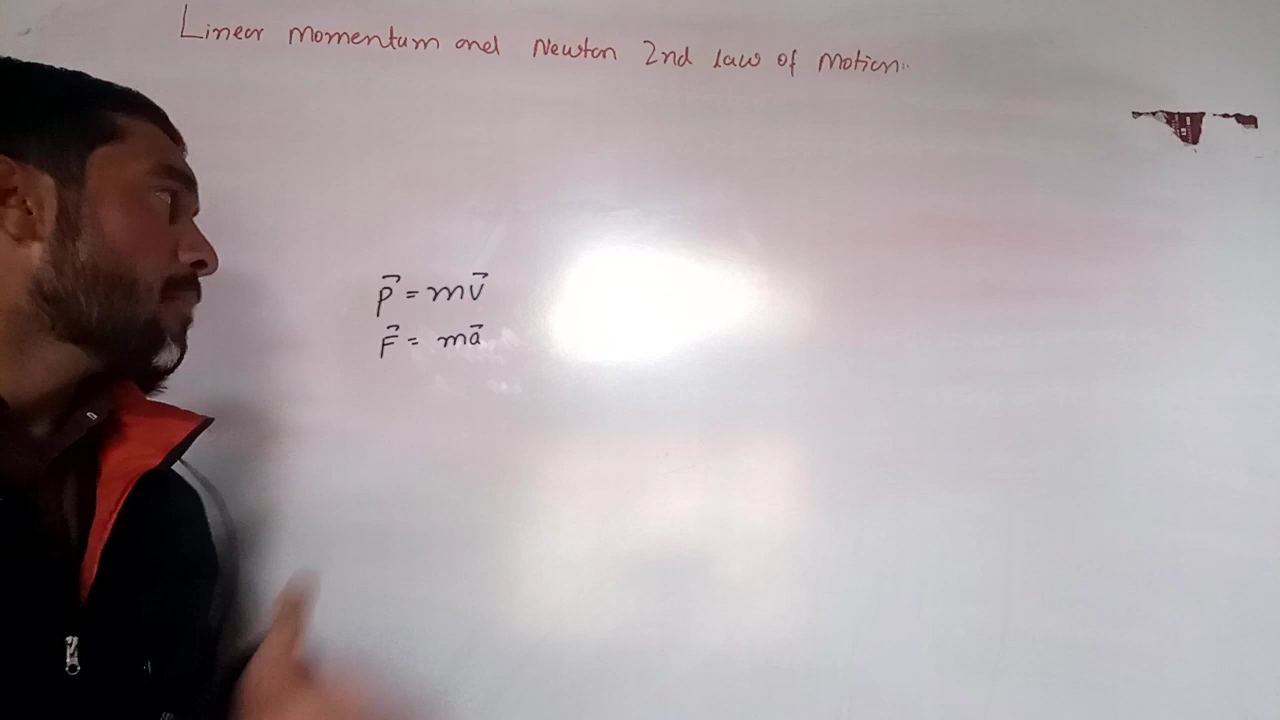 Linear Momentum and Newton 2nd law of Motion.
p⃗ = mv⃗
F⃗ = ma⃗